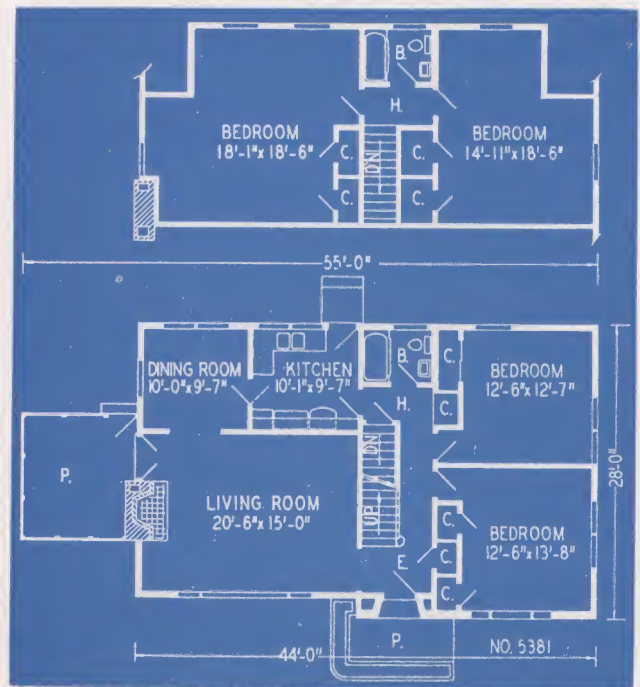 B.
H.
BEDROOM
18'-1" x 18'-6"
BEDROOM
14'-11" x 18'-6"
C.
DN
C.
C.
C.
55'-0"
DINING ROOM
10'-0" x 9'-7"
KITCHEN
10'-1" x 9'-7"
B.
C.
BEDROOM
12'-6" x 12'-7"
H.
C.
P.
DN
28'-0"
LIVING ROOM
20'-6" x 15'-0"
UP
C.
BEDROOM
12'-6" x 13'-8"
E.
C.
C.
P.
44'-0"
NO. 5381